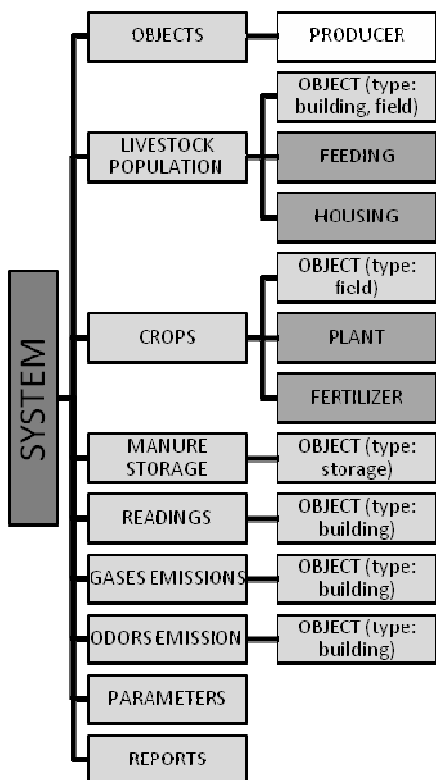 SYSTEM
OBJECTS
PRODUCER
LIVESTOCK
POPULATION
OBJECT (type:
building, field)
FEEDING
HOUSING
CROPS
OBJECT (type:
field)
PLANT
FERTILIZER
MANURE
STORAGE
OBJECT (type:
storage)
READINGS
OBJECT (type:
building)
GASES EMISSIONS
OBJECT (type:
building)
ODORS EMISSION
OBJECT (type:
building)
PARAMETERS
REPORTS